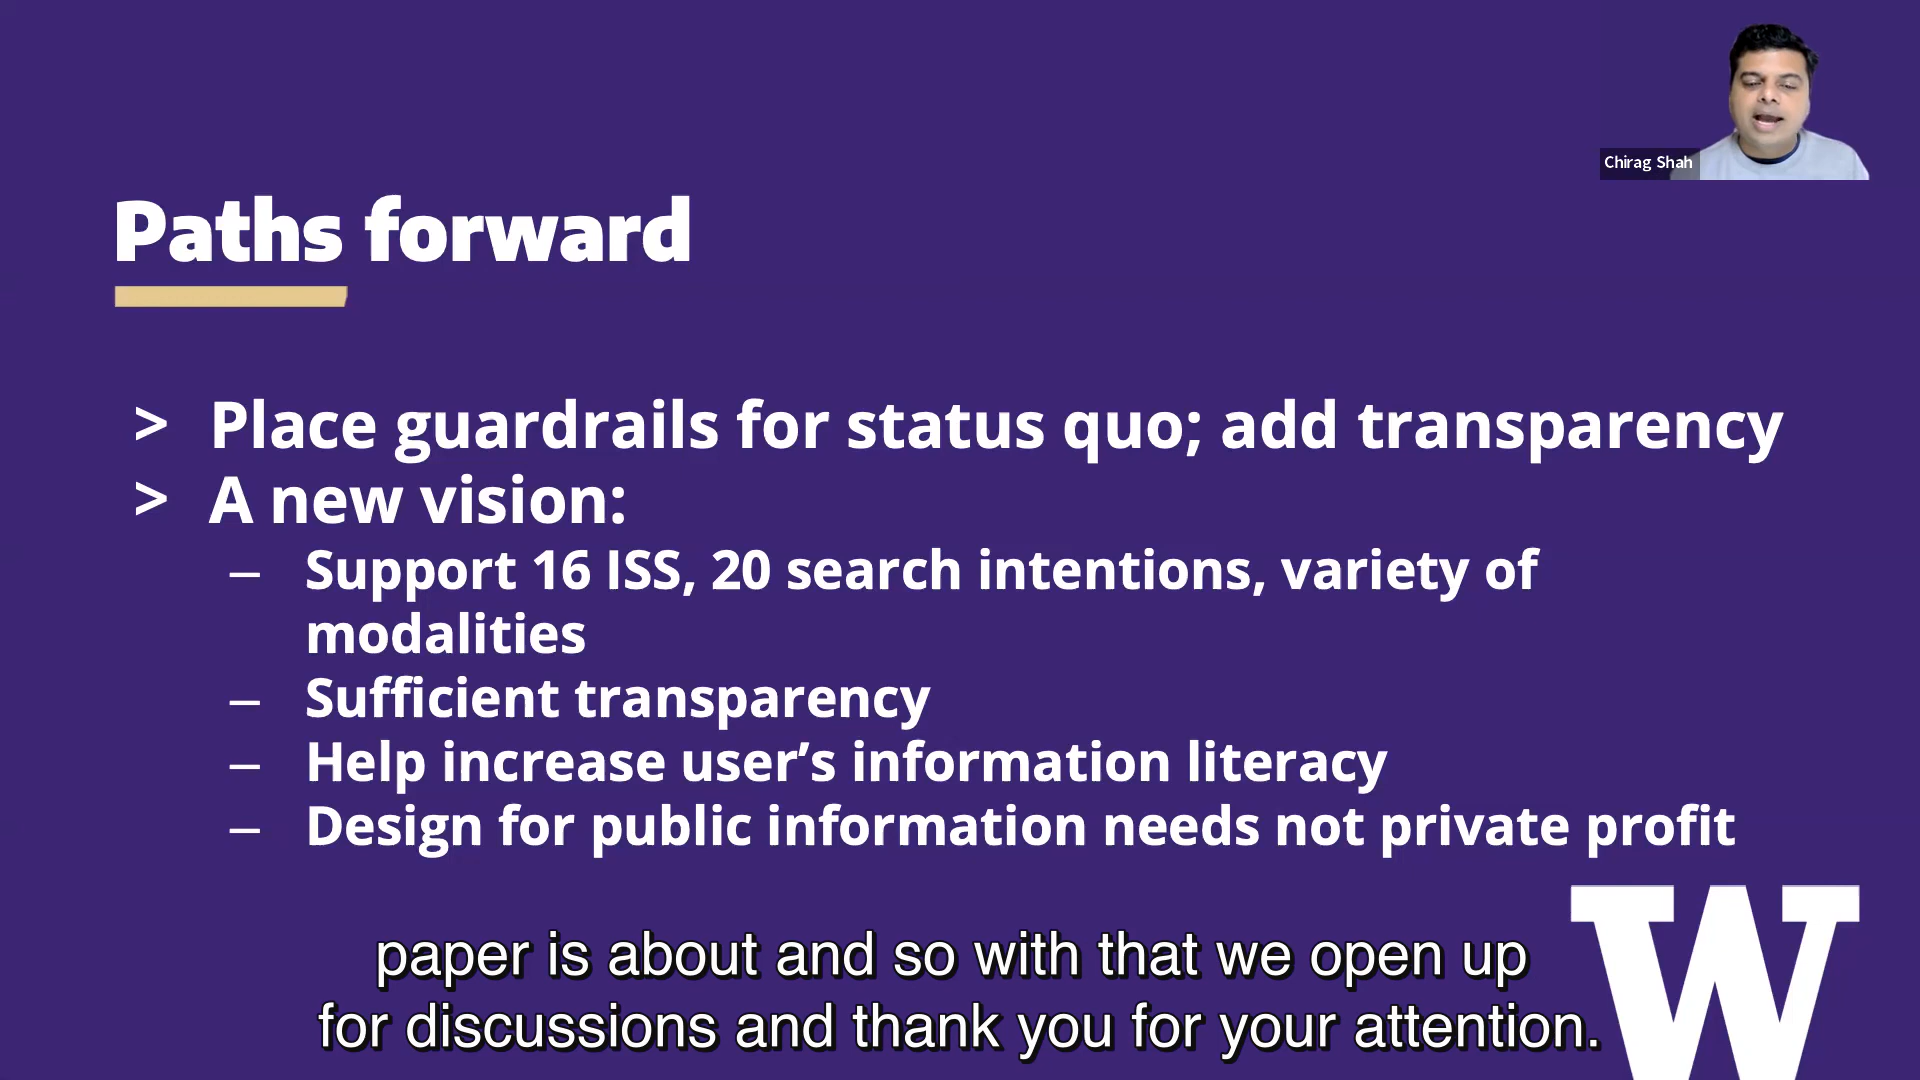 Chirag Shah
Paths forward
> Place guardrails for status quo; add transparency
> A new vision:
– Support 16 ISS, 20 search intentions, variety of
modalities
– Sufficient transparency
– Help increase user’s information literacy
– Design for public information needs not private profit
W
paper is about and so with that we open up
for discussions and thank you for your attention.